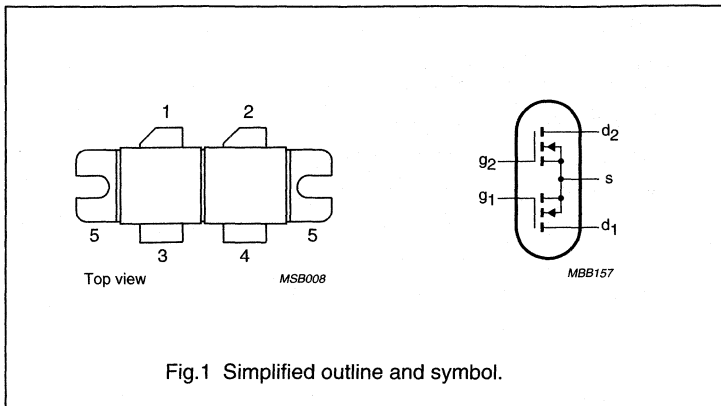 1 2
5 5
3 4
Top view MSB008
d2
g2
s
g1
d1
MBB157
Fig.1 Simplified outline and symbol.